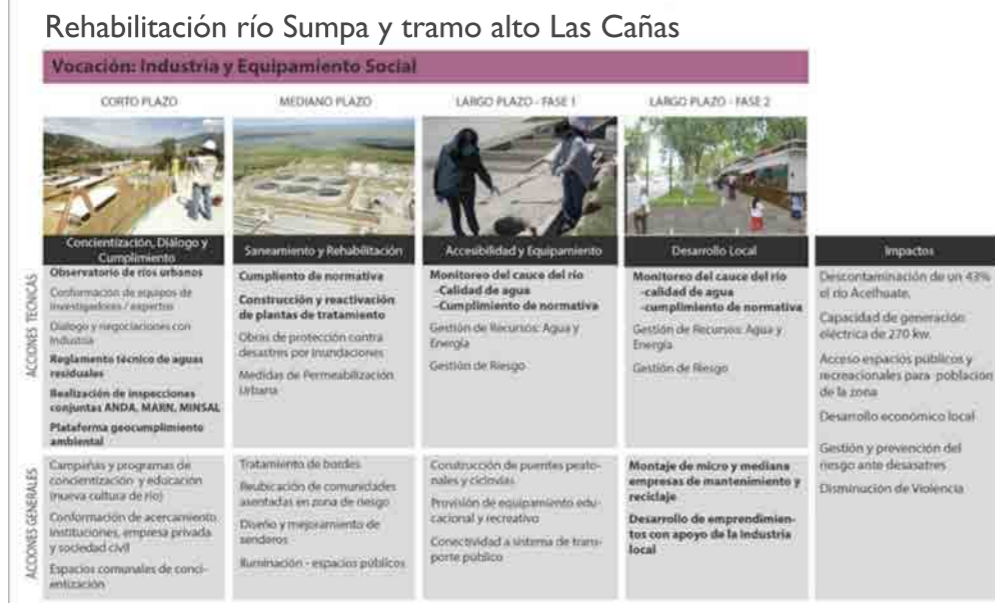 Rehabilitación río Sumpa y tramo alto Las Cañas
Vocación: Industria y Equipamiento Social
CORTO PLAZO
MEDIANO PLAZO
LARGO PLAZO - FASE 1
LARGO PLAZO - FASE 2
Concientización, Diálogo y
Cumplimiento
Saneamiento y Rehabilitación
Accesibilidad y Equipamiento
Desarrollo Local
Impactos
ACCIONES TECNICAS
Observatorio de ríos urbanos
Conformación de equipos de
investigadores / expertos
Dialogo y negociaciones con
Industria
Reglamento técnico de aguas
residuales
Realización de inspecciones
conjuntas ANDA, MARN, MINSAL
Plataforma geocumplimiento
ambiental
Cumpliento de normativa
Construcción y reactivación
de plantas de tratamiento
Obras de protección contra
desastres por inundaciones
Medidas de Permeabilización
Urbana
Monitoreo del cauce del río
-Calidad de agua
-Cumplimiento de normativa
Gestión de Recursos: Agua y
Energía
Gestión de Riesgo
Monitoreo del cauce del río
-calidad de agua
-cumplimiento de normativa
Gestión de Recursos: Agua y
Energía
Gestión de Riesgo
Descontaminación de un 43%
el río Acelhuate.
Capacidad de generación
eléctrica de 270 kw.
Acceso espacios públicos y
recreacionales para población
de la zona
Desarrollo económico local
Gestión y prevención del
riesgo ante desasatres
Disminución de Violencia
ACCIONES GENERALES
Campañas y programas de
concientización y educación
(nueva cultura de río)
Conformación de acercamiento
Instituciones, empresa privada
y sociedad civil
Espacios comunales de conci-
entización
Tratamiento de bordes
Reubicación de comunidades
asentadas en zona de riesgo
Diseño y mejoramiento de
senderos
Iluminación - espacios públicos
Construcción de puentes peato-
nales y ciclovías
Provisión de equipamiento edu-
cacional y recreativo
Conectividad a sistema de trans-
porte público
Montaje de micro y mediana
empresas de mantenimiento y
reciclaje
Desarrollo de emprendimien-
tos con apoyo de la industria
local